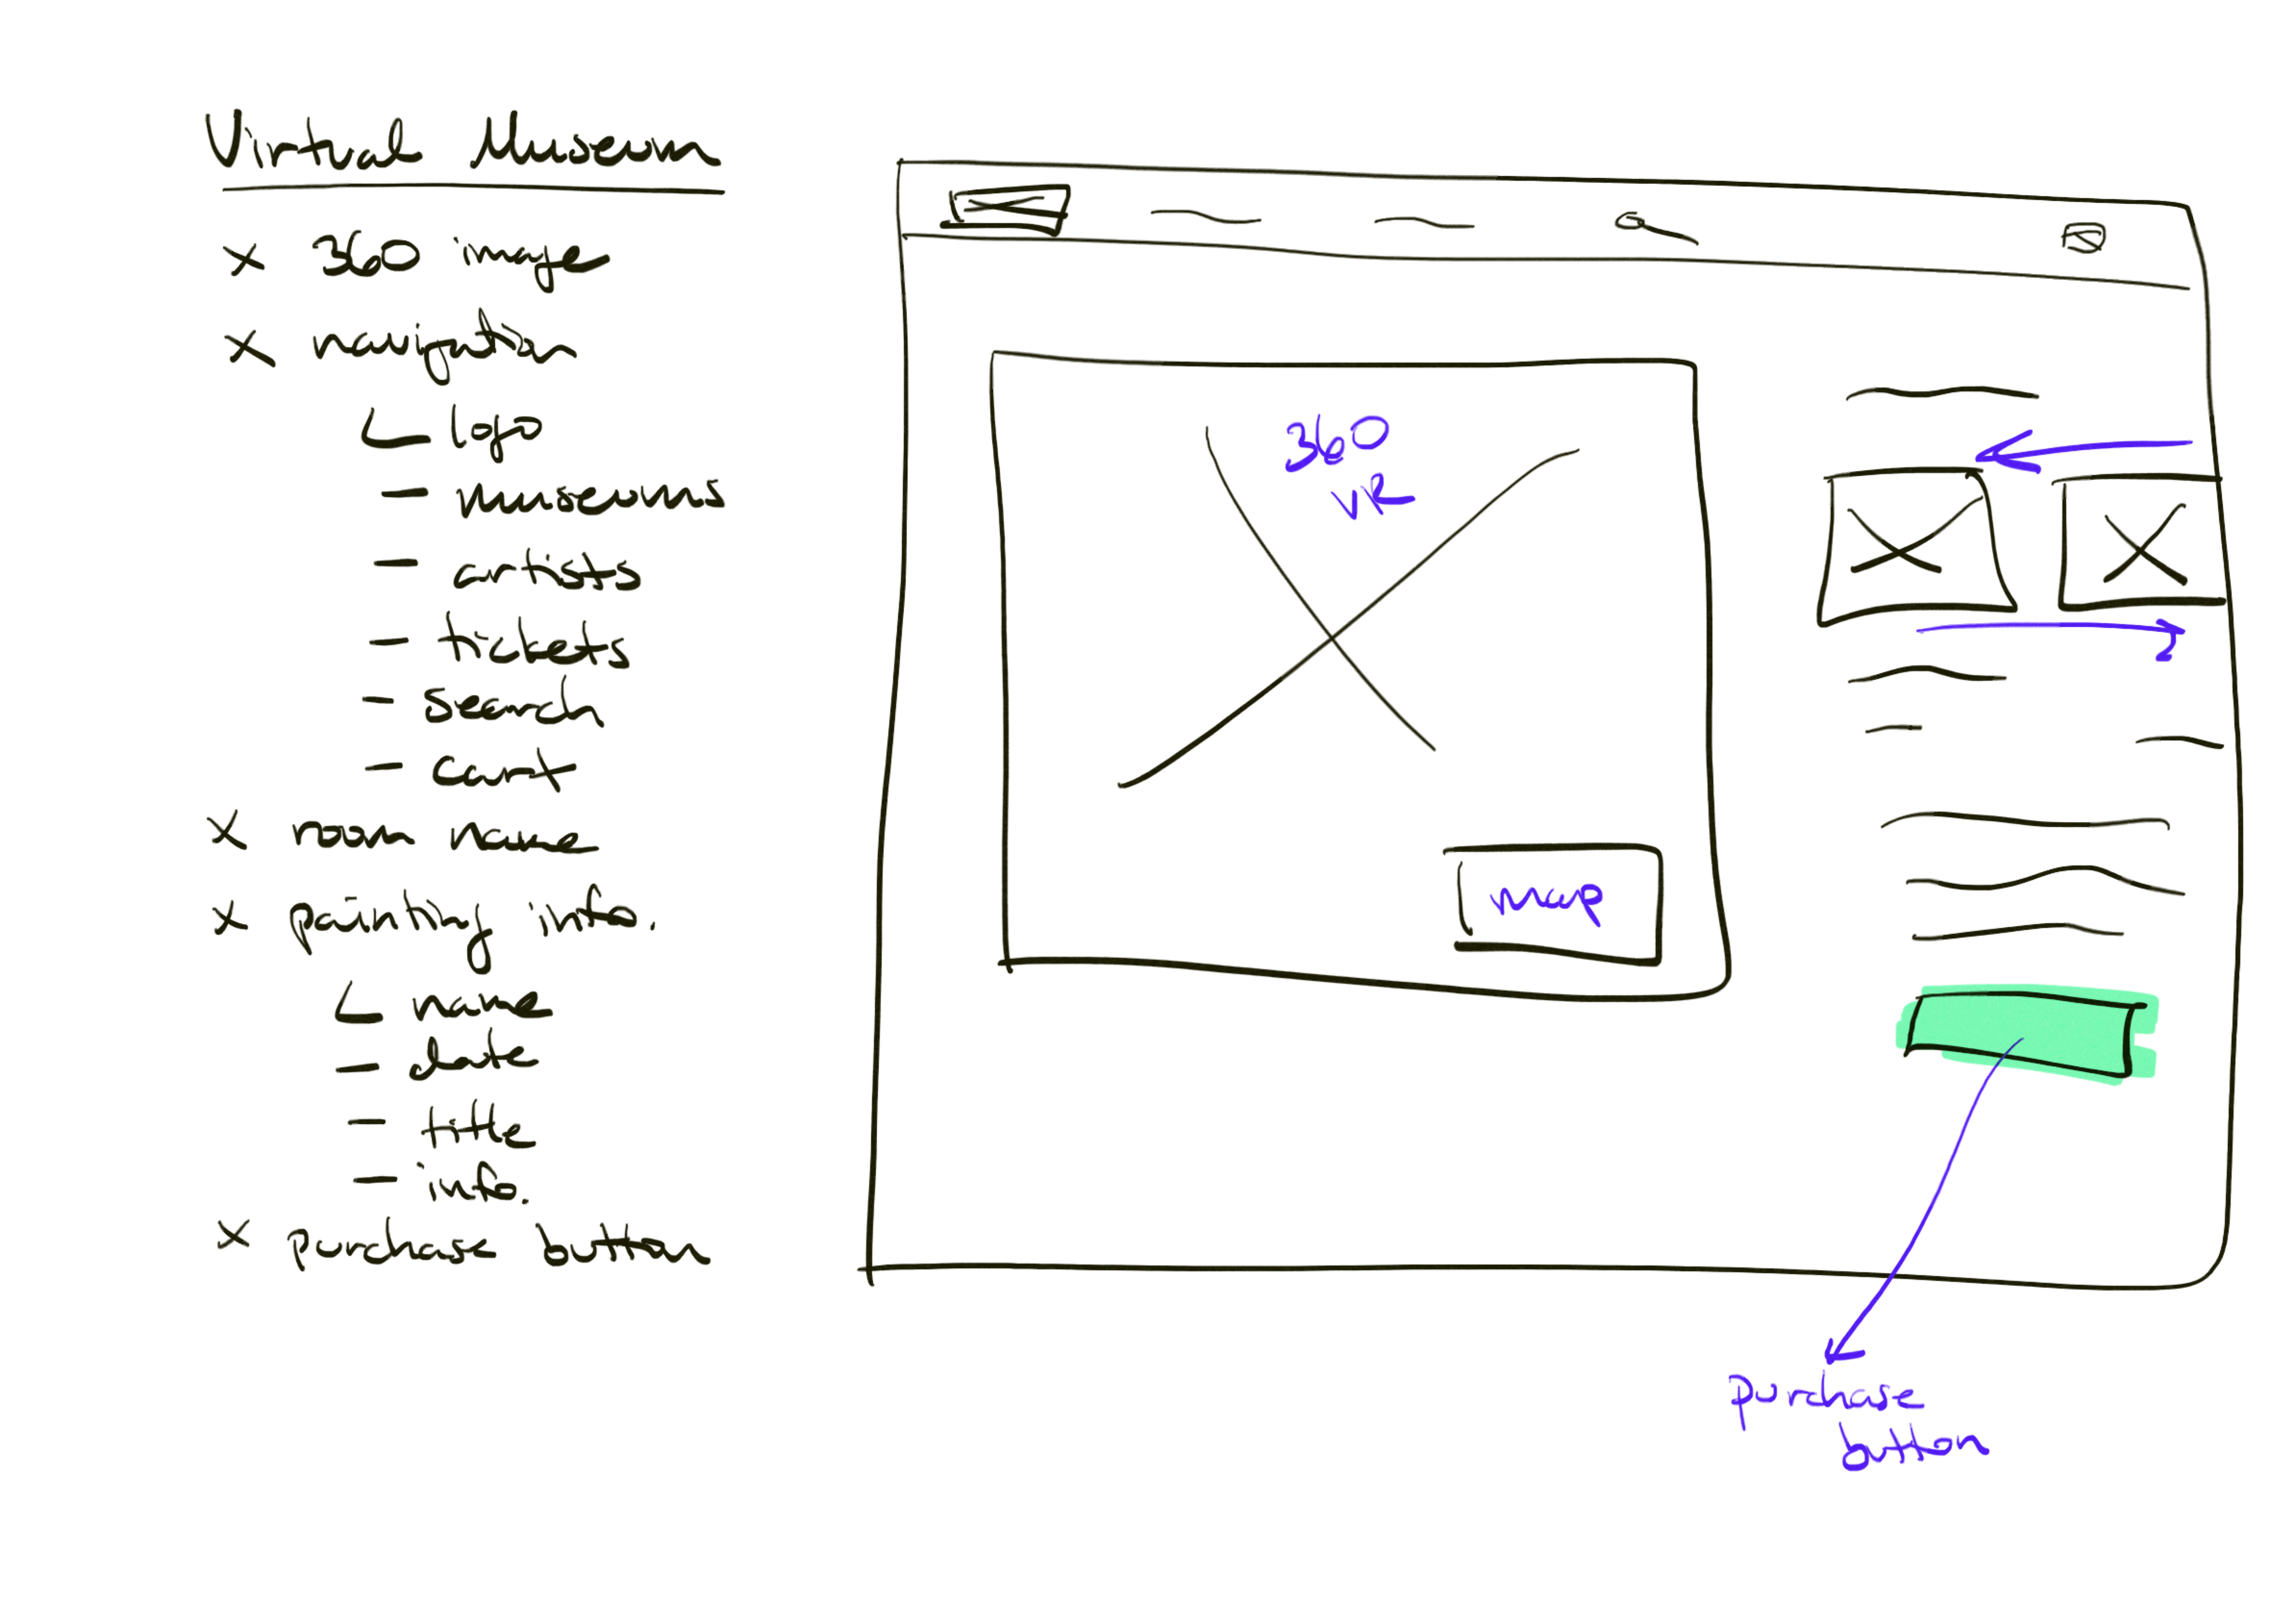 Virtual Museum
x 360 image
x navigation
logo
- museums
- artists
- tickets
- search
- cart
x room name
x painting info.
name
- date
- title
- info.
x purchase button
360
VR
map
purchase
button